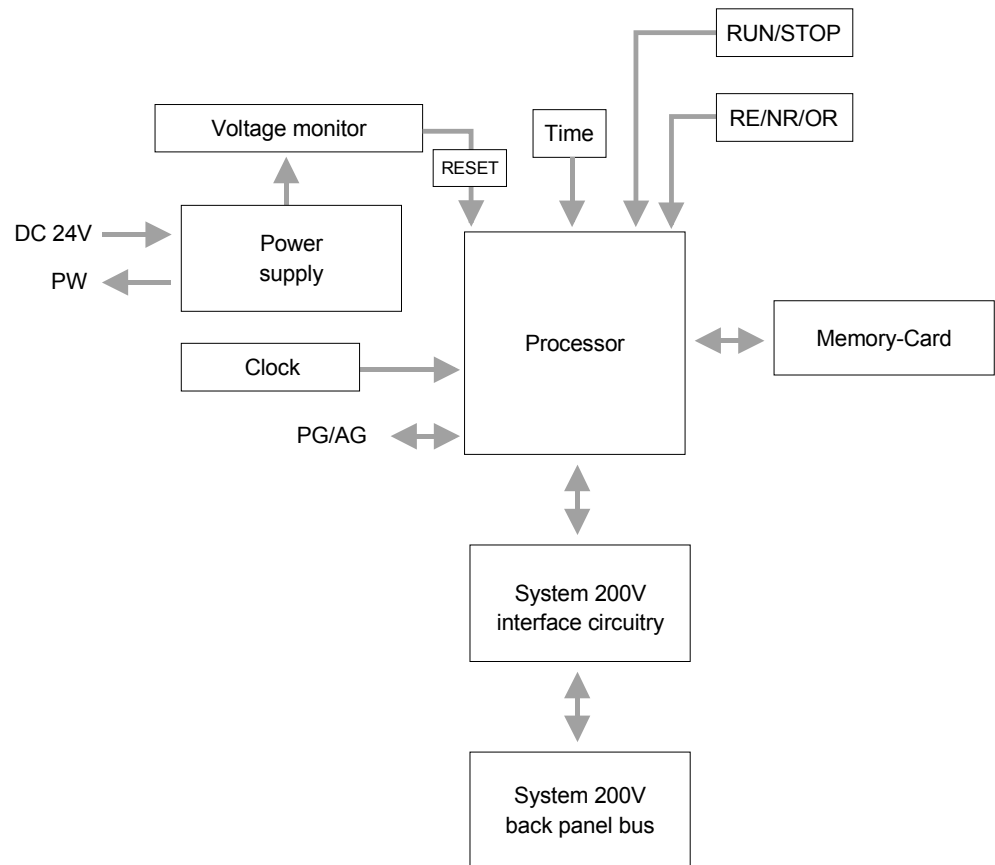 RUN/STOP
RE/NR/OR
Voltage monitor
Time
RESET
DC 24V
PW
Power
supply
Processor
Memory-Card
Clock
PG/AG
System 200V
interface circuitry
System 200V
back panel bus